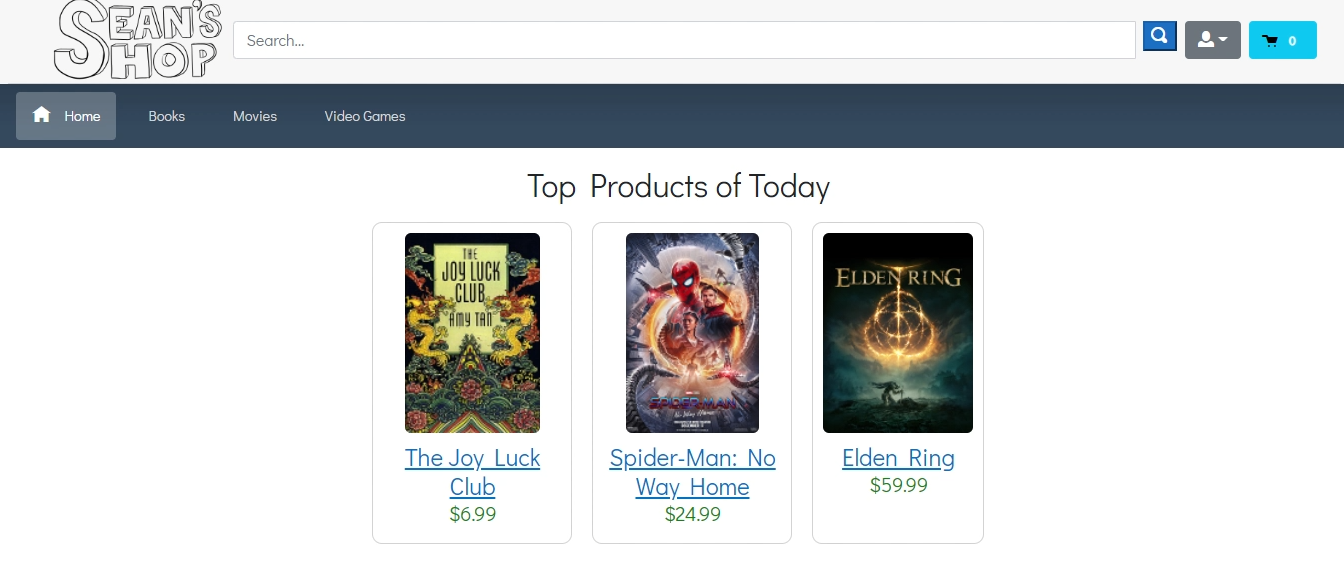 SEAN'S
SHOP
Search...
0
Home
Books
Movies
Video Games
Top Products of Today
THE
JOY LUCK
CLUB
AMY TAN
SPIDER-MAN
No Way Home
ELDEN RING
The Joy Luck
Club
$6.99
Spider-Man: No
Way Home
$24.99
Elden Ring
$59.99